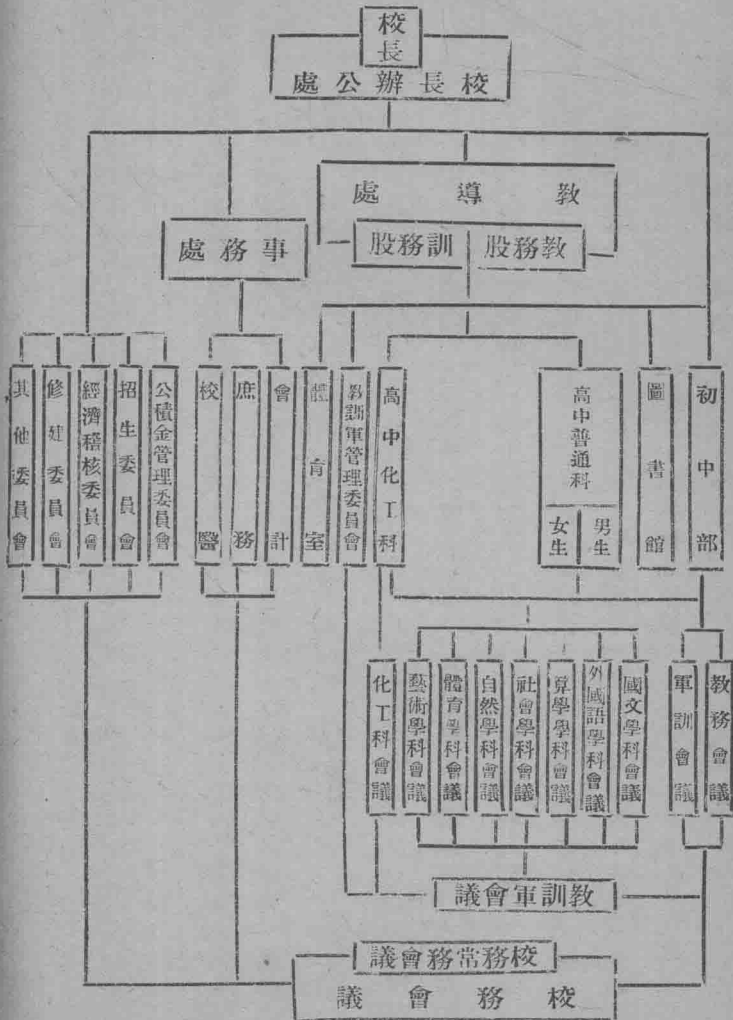 校長
校長辦公處
教導處
教務股
訓務股
事務處
初中部
圖書館
高中普通科
男生
女生
高中化工科
教訓軍管理委員會
體育室
會計
庶務
校醫
公積金管理委員會
招生委員會
經濟稽核委員會
修建委員會
其他委員會
教務會議
軍訓會議
國文學科會議
外國語學科會議
算學學科會議
社會學科會議
自然學科會議
體育學科會議
藝術學科會議
化工科會議
教訓軍會議
校務常務會議
校務會議